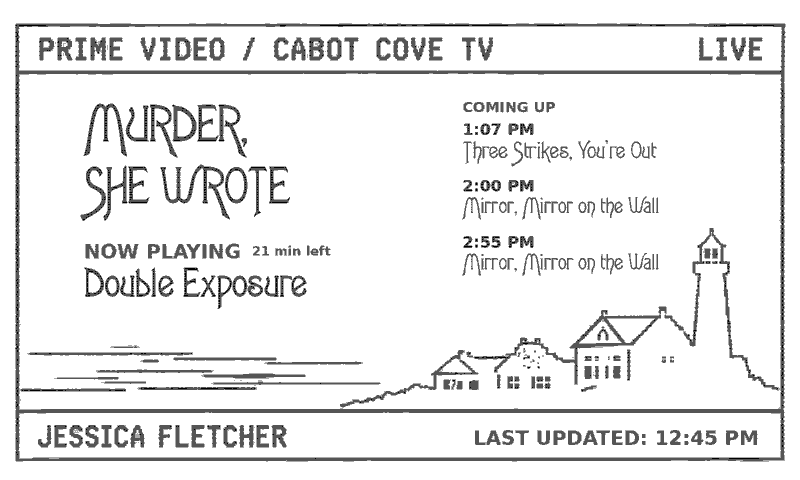 PRIME VIDEO / CABOT COVE TV
LIVE
MURDER,
SHE WROTE
NOW PLAYING 21 min left
Double Exposure
COMING UP
1:07 PM
Three Strikes, You're Out
2:00 PM
Mirror, Mirror on the Wall
2:55 PM
Mirror, Mirror on the Wall
JESSICA FLETCHER
LAST UPDATED: 12:45 PM